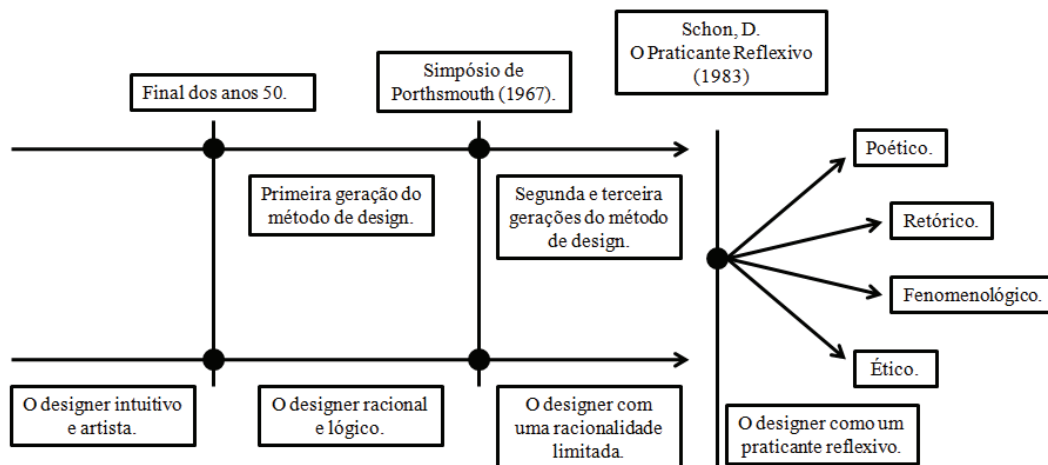 Schon, D.
O Praticante Reflexivo
(1983)
Simpósio de
Porthsmouth (1967).
Final dos anos 50.
Poético.
Primeira geração do
método de design.
Segunda e terceira
gerações do método
de design.
Retórico.
Fenomenológico.
Ético.
O designer intuitivo
e artista.
O designer racional
e lógico.
O designer com
uma racionalidade
limitada.
O designer como um
praticante reflexivo.